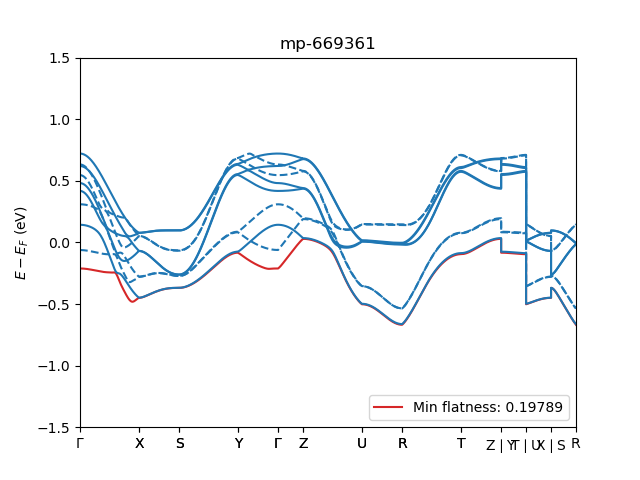 mp-669361
1.5
1.0
0.5
0.0
−0.5
−1.0
−1.5
E − E_F (eV)
Min flatness: 0.19789
Γ X S Y Γ Z U R T Z | Y T | U X | S R